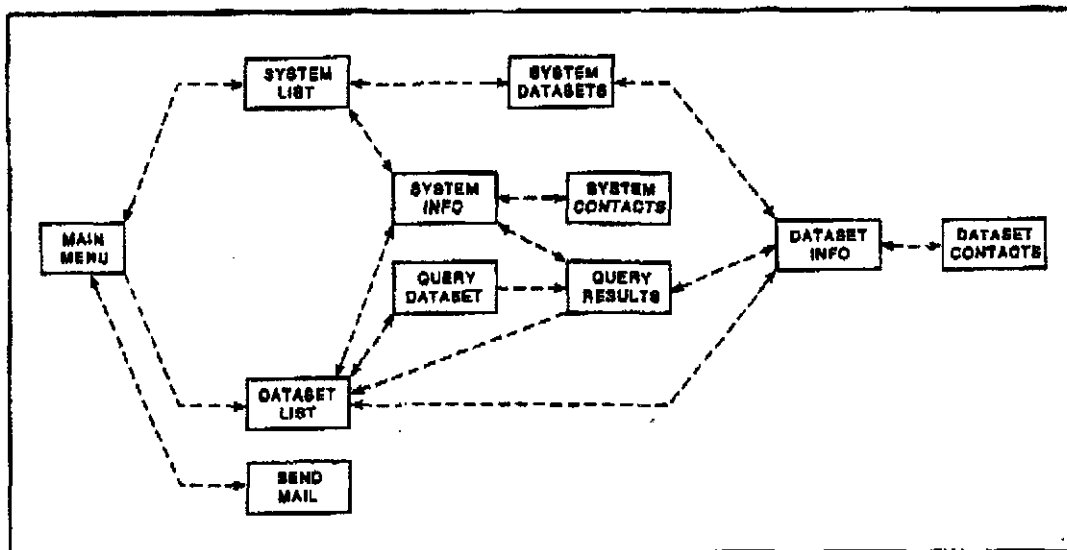 SYSTEM
LIST
SYSTEM
DATASETS
SYSTEM
INFO
SYSTEM
CONTACTS
MAIN
MENU
DATASET
INFO
DATASET
CONTACTS
QUERY
DATASET
QUERY
RESULTS
DATASET
LIST
SEND
MAIL